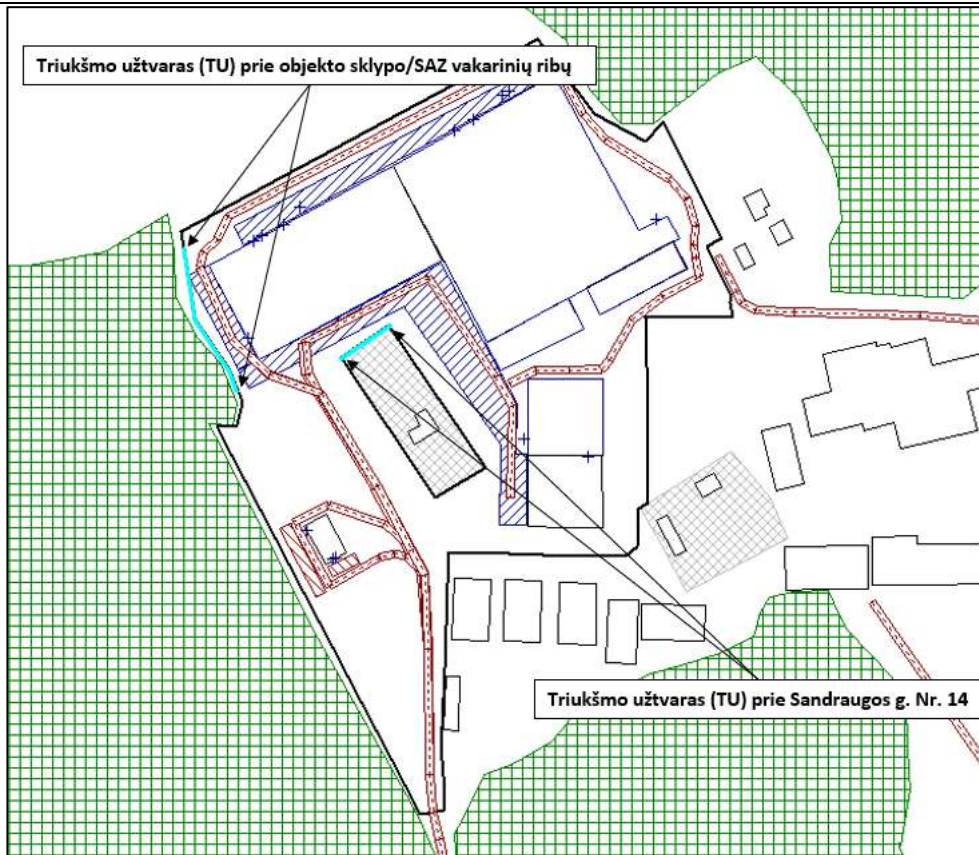 Triukšmo užtvaras (TU) prie objekto sklypo/SAZ vakarinių ribų
Triukšmo užtvaras (TU) prie Sandraugos g. Nr. 14